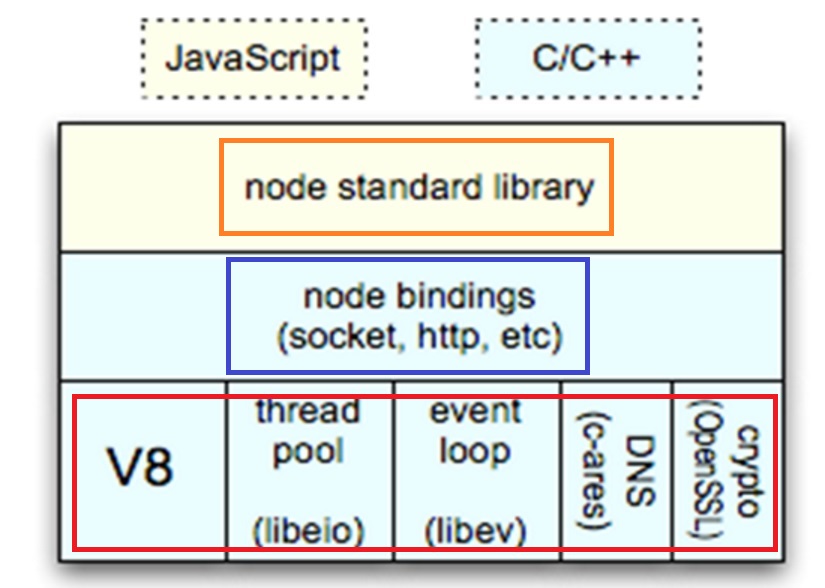 JavaScript
C/C++
node standard library
node bindings
(socket, http, etc)
V8
thread
pool
(libeio)
event
loop
(libev)
DNS
(c-ares)
crypto
(OpenSSL)